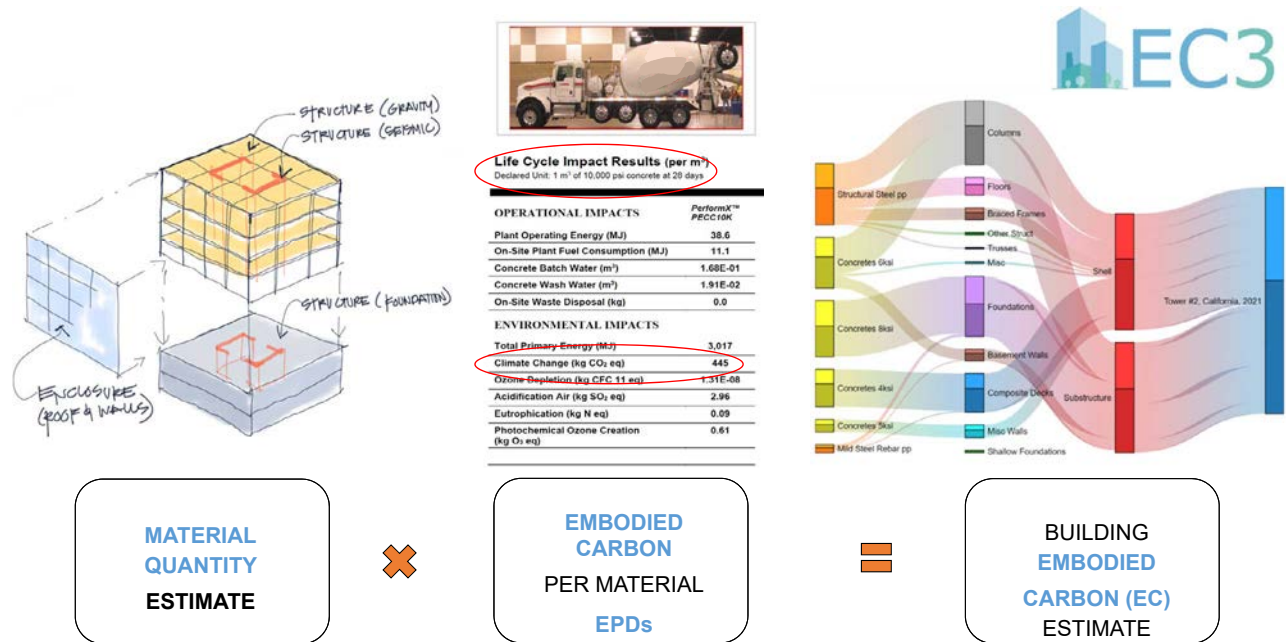 EC3
STRUCTURE (GRAVITY)
STRUCTURE (SEISMIC)
STRUCTURE (FOUNDATION)
ENCLOSURE
(ROOF & WALLS)
Life Cycle Impact Results (per m³)
Declared Unit: 1 m³ of 10,000 psi concrete at 28 days
OPERATIONAL IMPACTS PerformX™ PECC10K
Plant Operating Energy (MJ) 38.6
On-Site Plant Fuel Consumption (MJ) 11.1
Concrete Batch Water (m³) 1.68E-01
Concrete Wash Water (m³) 1.91E-02
On-Site Waste Disposal (kg) 0.0
ENVIRONMENTAL IMPACTS
Total Primary Energy (MJ) 3,017
Climate Change (kg CO₂ eq) 445
Ozone Depletion (kg CFC 11 eq) 1.31E-08
Acidification Air (kg SO₂ eq) 2.96
Eutrophication (kg N eq) 0.09
Photochemical Ozone Creation 0.61
(kg O₃ eq)
Structural Steel pp
Concretes 6ksi
Concretes 8ksi
Concretes 4ksi
Concretes 5ksi
Mild Steel Rebar pp
Columns
Floors
Braced Frames
Other Struct
Trusses
Misc
Foundations
Basement Walls
Composite Decks
Misc Walls
Shallow Foundations
Shell
Substructure
Tower #2, California, 2021
MATERIAL
QUANTITY
ESTIMATE
EMBODIED
CARBON
PER MATERIAL
EPDs
BUILDING
EMBODIED
CARBON (EC)
ESTIMATE